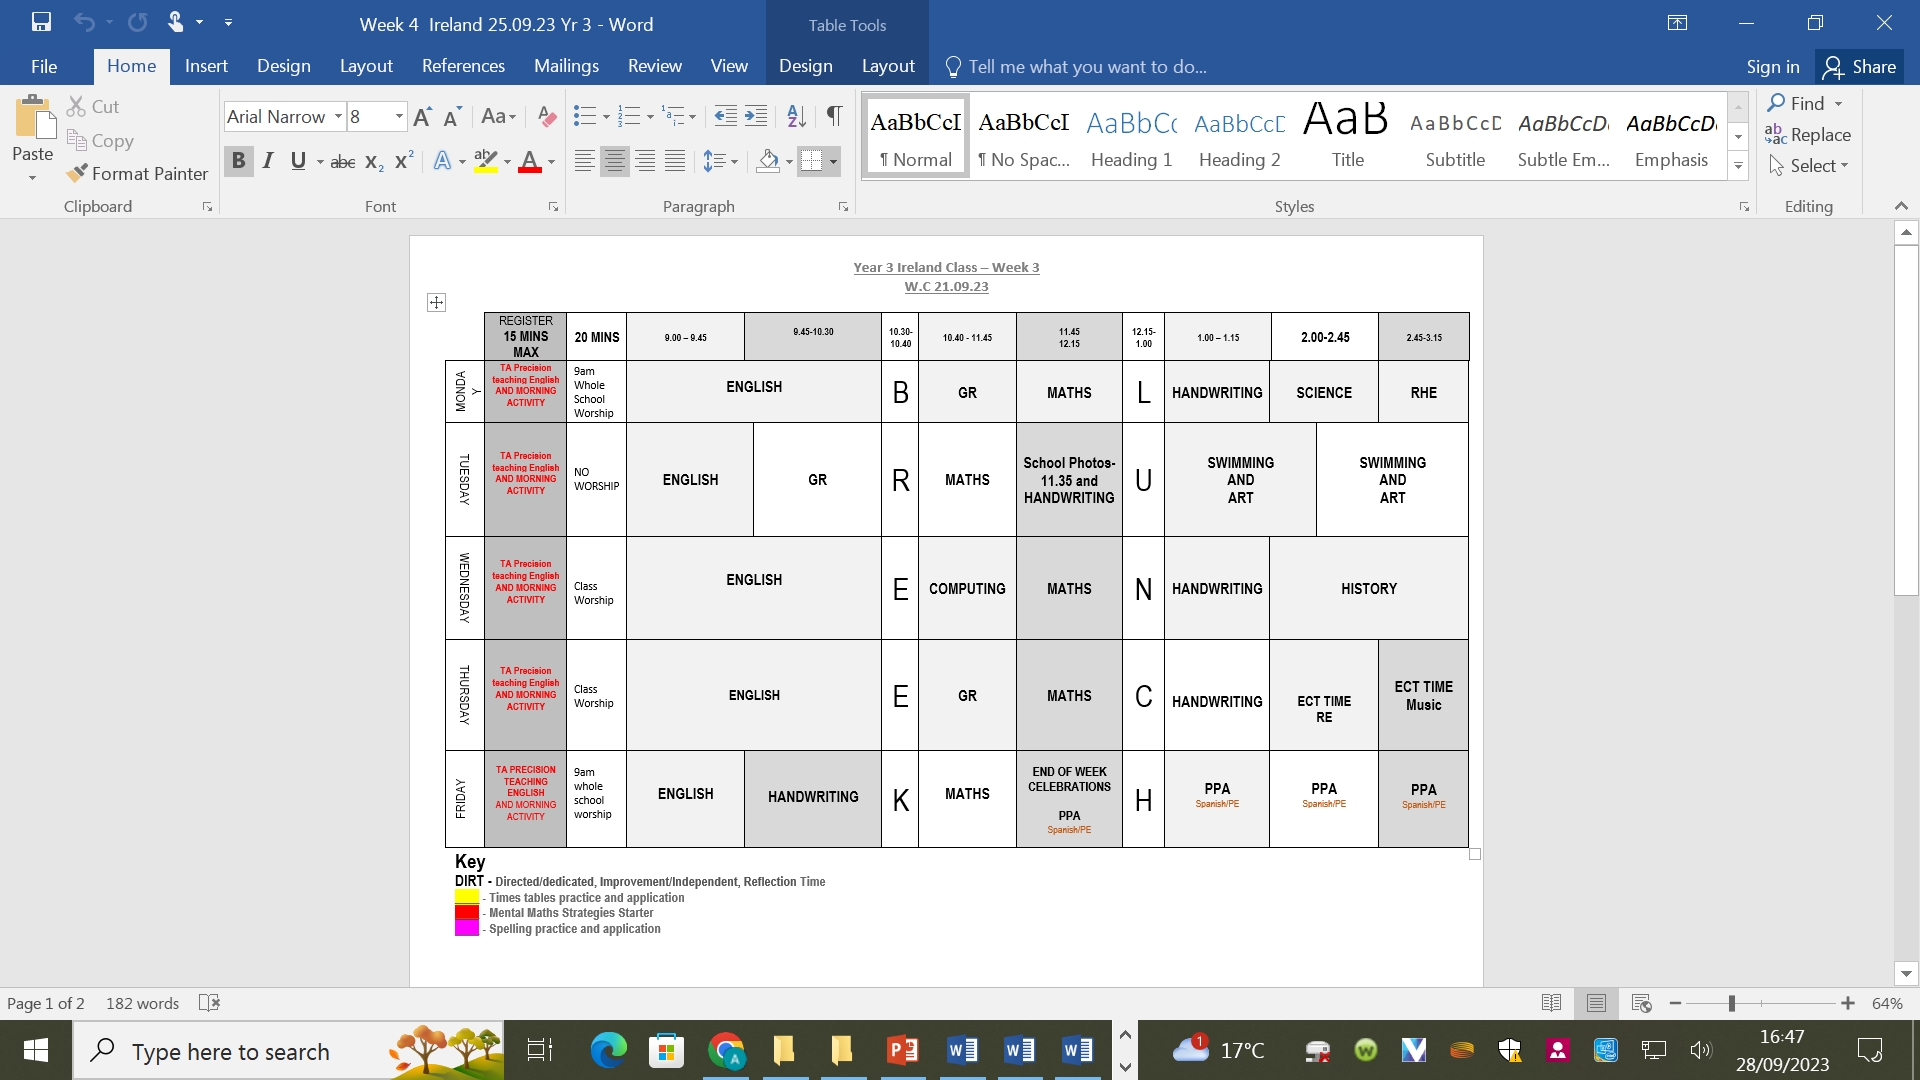 Week 4  Ireland 25.09.23 Yr 3 - Word
Table Tools
File
Home
Insert
Design
Layout
References
Mailings
Review
View
Design
Layout
Tell me what you want to do...
Sign in
Share
Paste
Cut
Copy
Format Painter
Clipboard
Arial Narrow
8
Aa
B I U abc X₂ X² A ab A
Font
A Z
Paragraph
AaBbCcI
¶ Normal
AaBbCcI
¶ No Spac...
AaBbCc
Heading 1
AaBbCcD
Heading 2
AaB
Title
AaBbCcD
Subtitle
AaBbCcD
Subtle Em...
AaBbCcD
Emphasis
Styles
Find
Replace
Select
Editing
Year 3 Ireland Class – Week 3
W.C 21.09.23
REGISTER
15 MINS
MAX
20 MINS
9.00 – 9.45
9.45-10.30
10.30-
10.40
10.40 - 11.45
11.45
12.15
12.15-
1.00
1.00 – 1.15
2.00-2.45
2.45-3.15
MONDA
Y
TA Precision
teaching English
AND MORNING
ACTIVITY
9am
Whole
School
Worship
ENGLISH
B
GR
MATHS
L
HANDWRITING
SCIENCE
RHE
TUESDAY
TA Precision
teaching English
AND MORNING
ACTIVITY
NO
WORSHIP
ENGLISH
GR
R
MATHS
School Photos-
11.35 and
HANDWRITING
U
SWIMMING
AND
ART
SWIMMING
AND
ART
WEDNESDAY
TA Precision
teaching English
AND MORNING
ACTIVITY
Class
Worship
ENGLISH
E
COMPUTING
MATHS
N
HANDWRITING
HISTORY
THURSDAY
TA Precision
teaching English
AND MORNING
ACTIVITY
Class
Worship
ENGLISH
E
GR
MATHS
C
HANDWRITING
ECT TIME
RE
ECT TIME
Music
FRIDAY
TA PRECISION
TEACHING
ENGLISH
AND MORNING
ACTIVITY
9am
whole
school
worship
ENGLISH
HANDWRITING
K
MATHS
END OF WEEK
CELEBRATIONS
PPA
Spanish/PE
H
PPA
Spanish/PE
PPA
Spanish/PE
PPA
Spanish/PE
Key
DIRT - Directed/dedicated, Improvement/Independent, Reflection Time
- Times tables practice and application
- Mental Maths Strategies Starter
- Spelling practice and application
Page 1 of 2
182 words
64%
Type here to search
1
17°C
16:47
28/09/2023